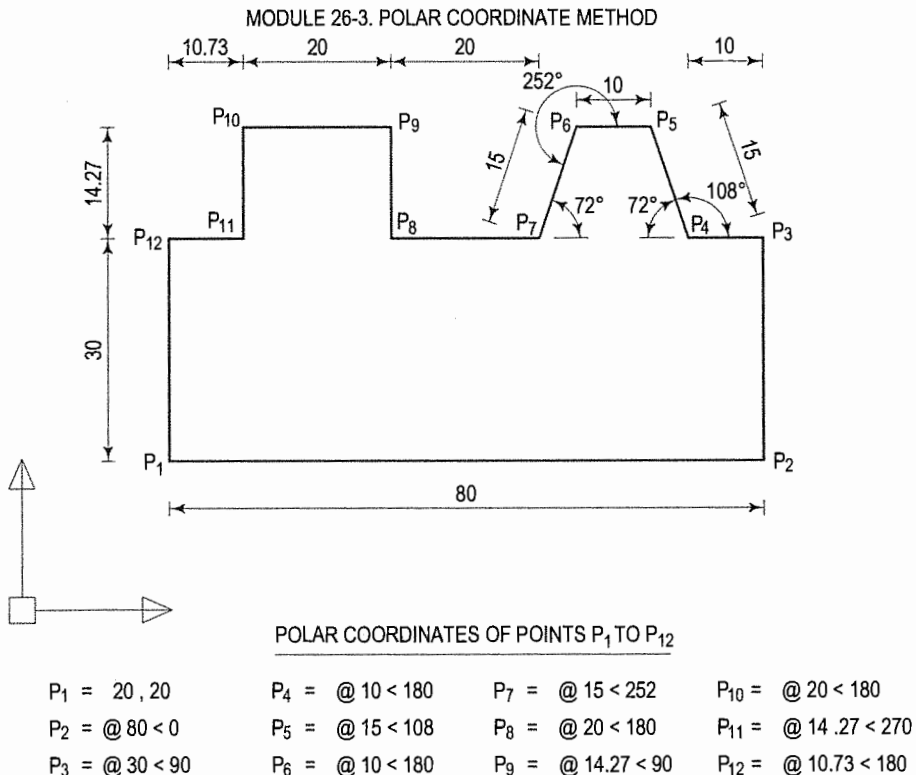 MODULE 26-3. POLAR COORDINATE METHOD
10.73 20 20 10
252° 10
P10 P9 P6 P5
14.27 15 15
72° 72° 108°
P12 P11 P8 P7 P4 P3
30
P1 P2
80
POLAR COORDINATES OF POINTS P1 TO P12
P1 = 20 , 20 P4 = @ 10 < 180 P7 = @ 15 < 252 P10 = @ 20 < 180
P2 = @ 80 < 0 P5 = @ 15 < 108 P8 = @ 20 < 180 P11 = @ 14 .27 < 270
P3 = @ 30 < 90 P6 = @ 10 < 180 P9 = @ 14.27 < 90 P12 = @ 10.73 < 180